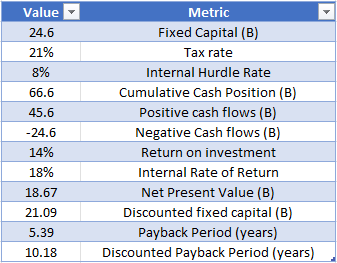 Value Metric
24.6 Fixed Capital (B)
21% Tax rate
8% Internal Hurdle Rate
66.6 Cumulative Cash Position (B)
45.6 Positive cash flows (B)
-24.6 Negative Cash flows (B)
14% Return on investment
18% Internal Rate of Return
18.67 Net Present Value (B)
21.09 Discounted fixed capital (B)
5.39 Payback Period (years)
10.18 Discounted Payback Period (years)